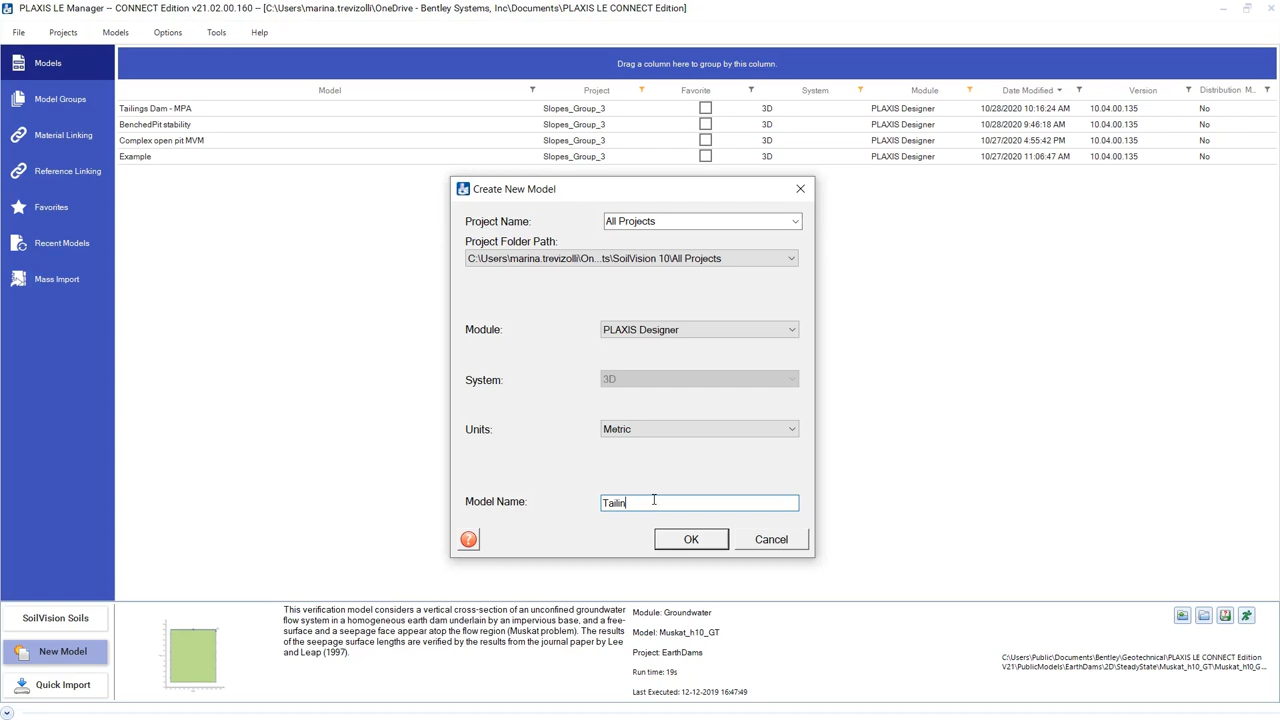 PLAXIS LE Manager -- CONNECT Edition v21.02.00.160 -- [C:\Users\marina.trevizolli\OneDrive - Bentley Systems, Inc\Documents\PLAXIS LE CONNECT Edition]
File Projects Models Options Tools Help
Models
Model Groups
Material Linking
Reference Linking
Favorites
Recent Models
Mass Import
Drag a column here to group by this column.
Model Project Favorite System Module Date Modified Version Distribution M...
Tailings Dam - MPA Slopes_Group_3 3D PLAXIS Designer 10/28/2020 10:16:24 AM 10.04.00.135 No
BenchedPit stability Slopes_Group_3 3D PLAXIS Designer 10/28/2020 9:46:18 AM 10.04.00.135 No
Complex open pit MVM Slopes_Group_3 3D PLAXIS Designer 10/27/2020 4:55:42 PM 10.04.00.135 No
Example Slopes_Group_3 3D PLAXIS Designer 10/27/2020 11:06:47 AM 10.04.00.135 No
Create New Model
Project Name: All Projects
Project Folder Path:
C:\Users\marina.trevizolli\On...ts\SoilVision 10\All Projects
Module: PLAXIS Designer
System: 3D
Units: Metric
Model Name: Tailin
? OK Cancel
SoilVision Soils
New Model
Quick Import
This verification model considers a vertical cross-section of an unconfined groundwater
flow system in a homogeneous earth dam underlain by an impervious base, and a free-
surface and a seepage face appear atop the flow region (Muskat problem). The results
of the seepage surface lengths are verified by the results from the journal paper by Lee
and Leap (1997).
Module: Groundwater
Model: Muskat_h10_GT
Project: EarthDams
Run time: 19s
Last Executed: 12-12-2019 16:47:49
C:\Users\Public\Documents\Bentley\Geotechnical\PLAXIS LE CONNECT Edition
V21\PublicModels\EarthDams\2D\SteadyState\Muskat_h10_GT\Muskat_h10_G...